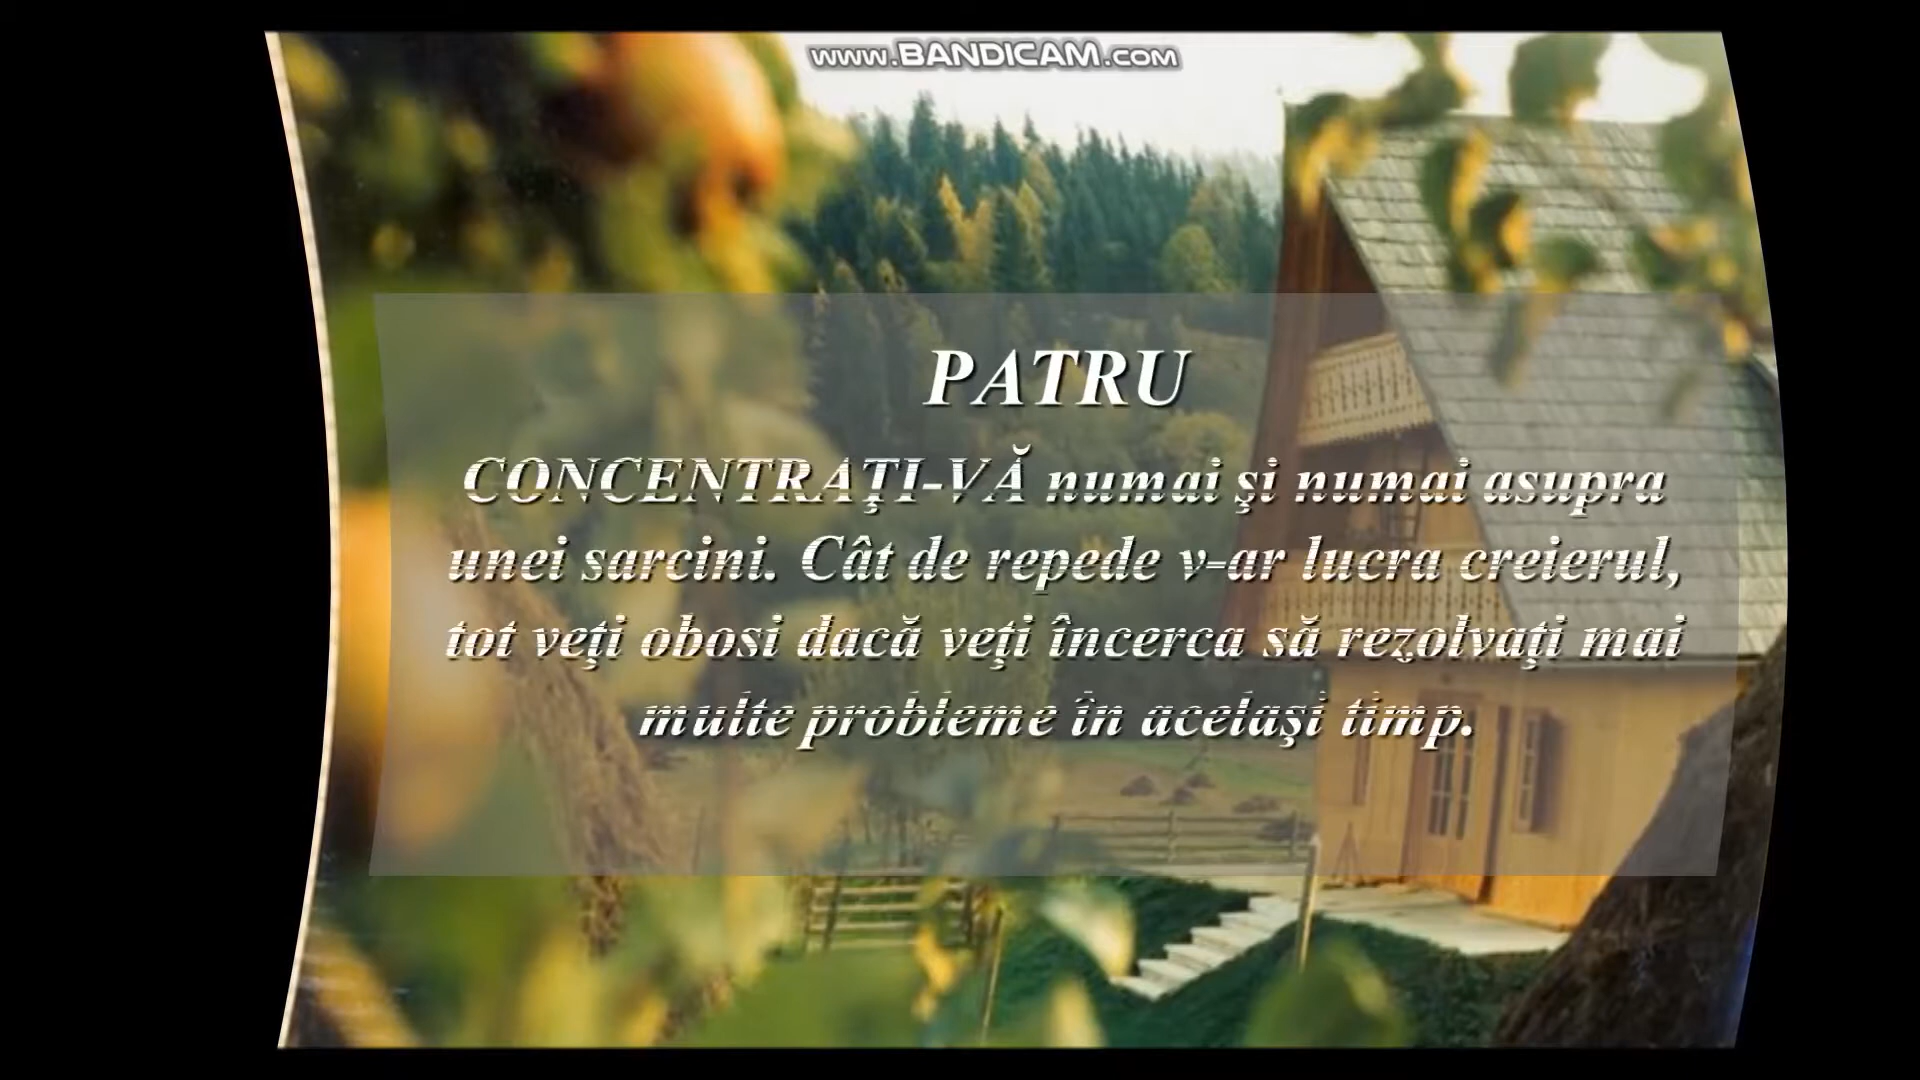 www.BANDICAM.com
PATRU
CONCENTRAŢI-VĂ numai şi numai asupra
unei sarcini. Cât de repede v-ar lucra creierul,
tot veţi obosi dacă veţi încerca să rezolvaţi mai
multe probleme în acelaşi timp.